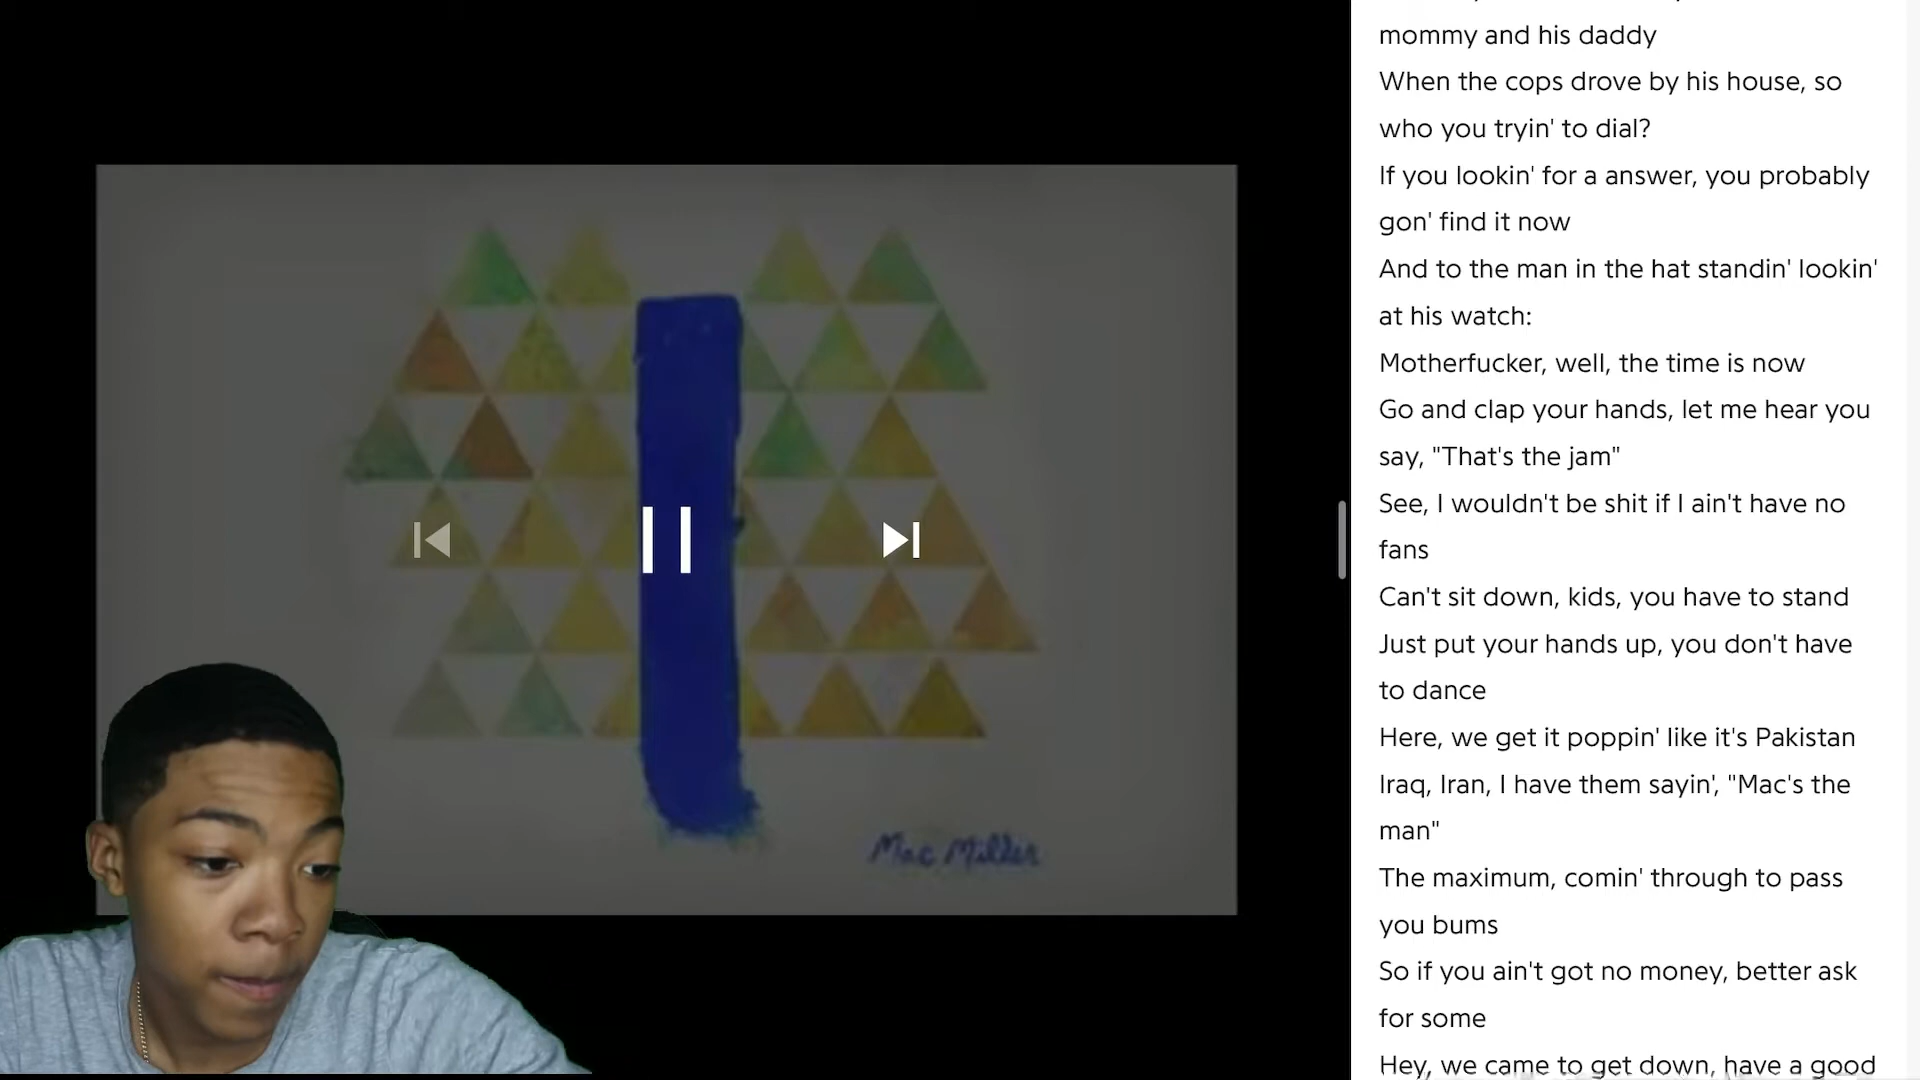 mommy and his daddy
When the cops drove by his house, so
who you tryin' to dial?
If you lookin' for a answer, you probably
gon' find it now
And to the man in the hat standin' lookin'
at his watch:
Motherfucker, well, the time is now
Go and clap your hands, let me hear you
say, "That's the jam"
See, I wouldn't be shit if I ain't have no
fans
Can't sit down, kids, you have to stand
Just put your hands up, you don't have
to dance
Here, we get it poppin' like it's Pakistan
Iraq, Iran, I have them sayin', "Mac's the
man"
The maximum, comin' through to pass
you bums
So if you ain't got no money, better ask
for some
Hey, we came to get down, have a good
Mac Miller